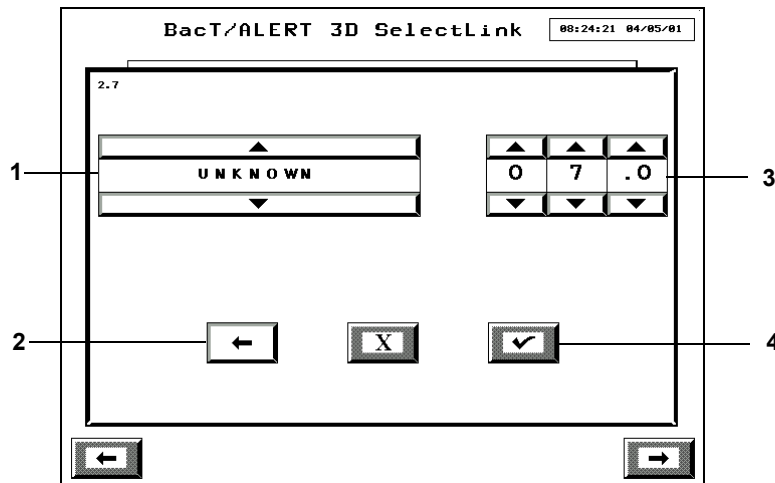 BacT/ALERT 3D SelectLink 08:24:21 04/05/01
2.7
1 UNKNOWN 0 7 .0 3
2 X 4